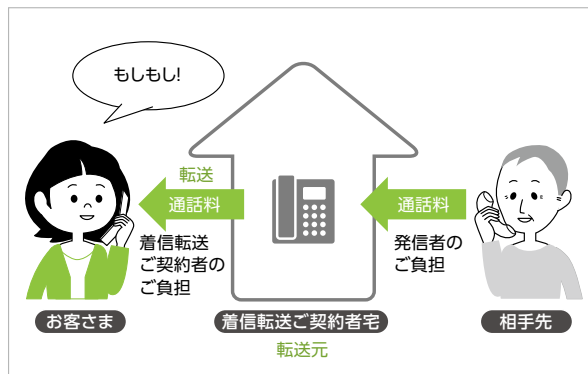 もしもし!
転送
通話料
着信転送
ご契約者の
ご負担
通話料
発信者の
ご負担
お客さま
着信転送ご契約者宅
相手先
転送元